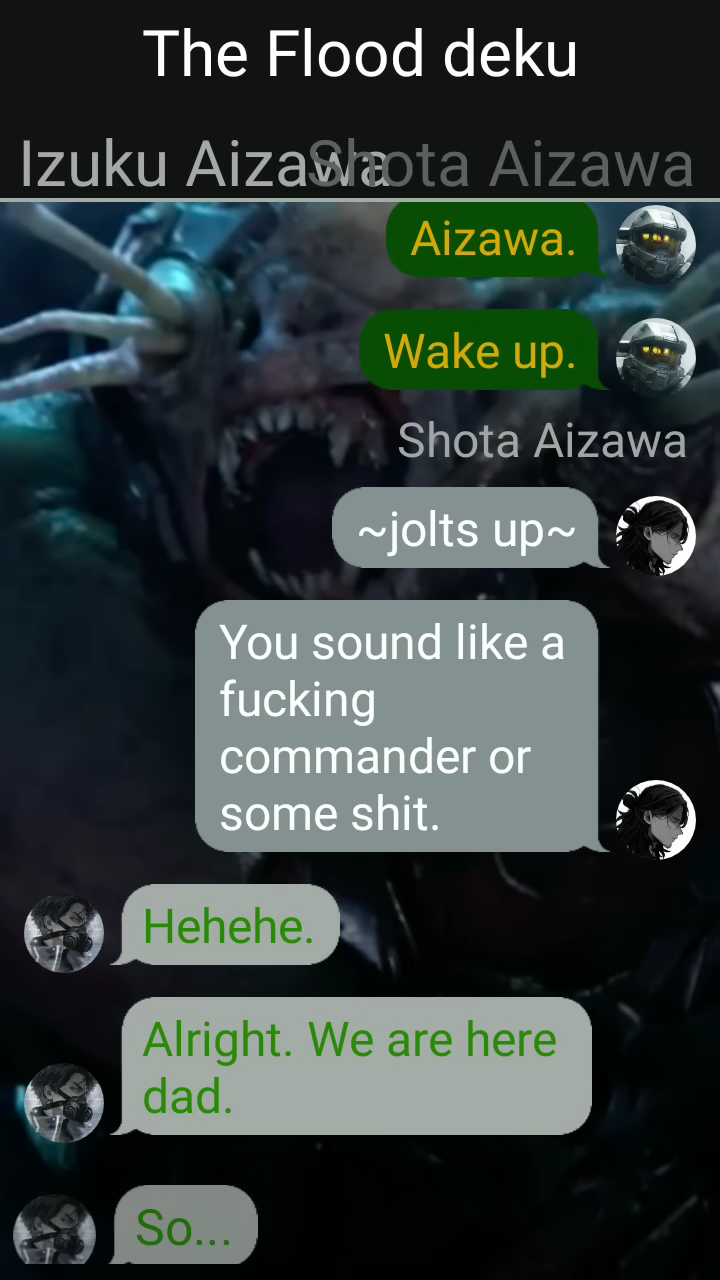 The Flood deku
Izuku Aizawa
Shota Aizawa
Aizawa.
Wake up.
Shota Aizawa
~jolts up~
You sound like a
fucking
commander or
some shit.
Hehehe.
Alright. We are here
dad.
So...